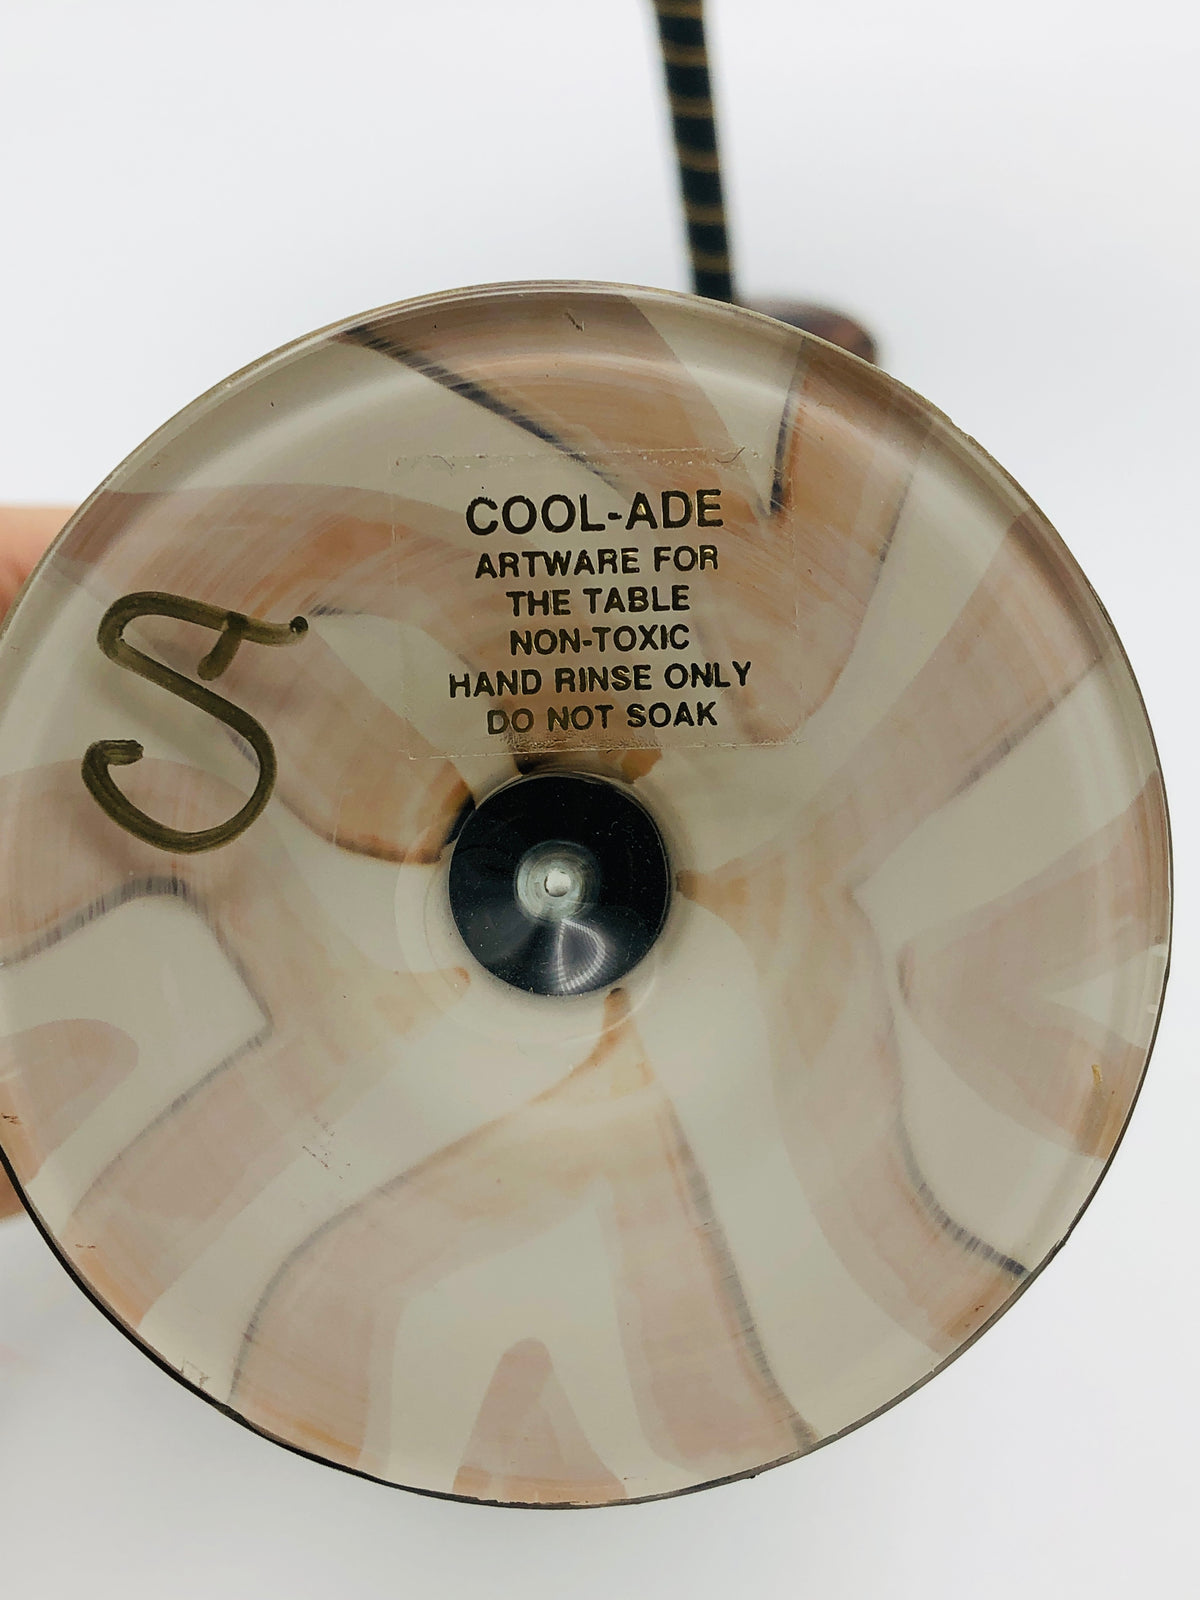 COOL-ADE
ARTWARE FOR
THE TABLE
NON-TOXIC
HAND RINSE ONLY
DO NOT SOAK